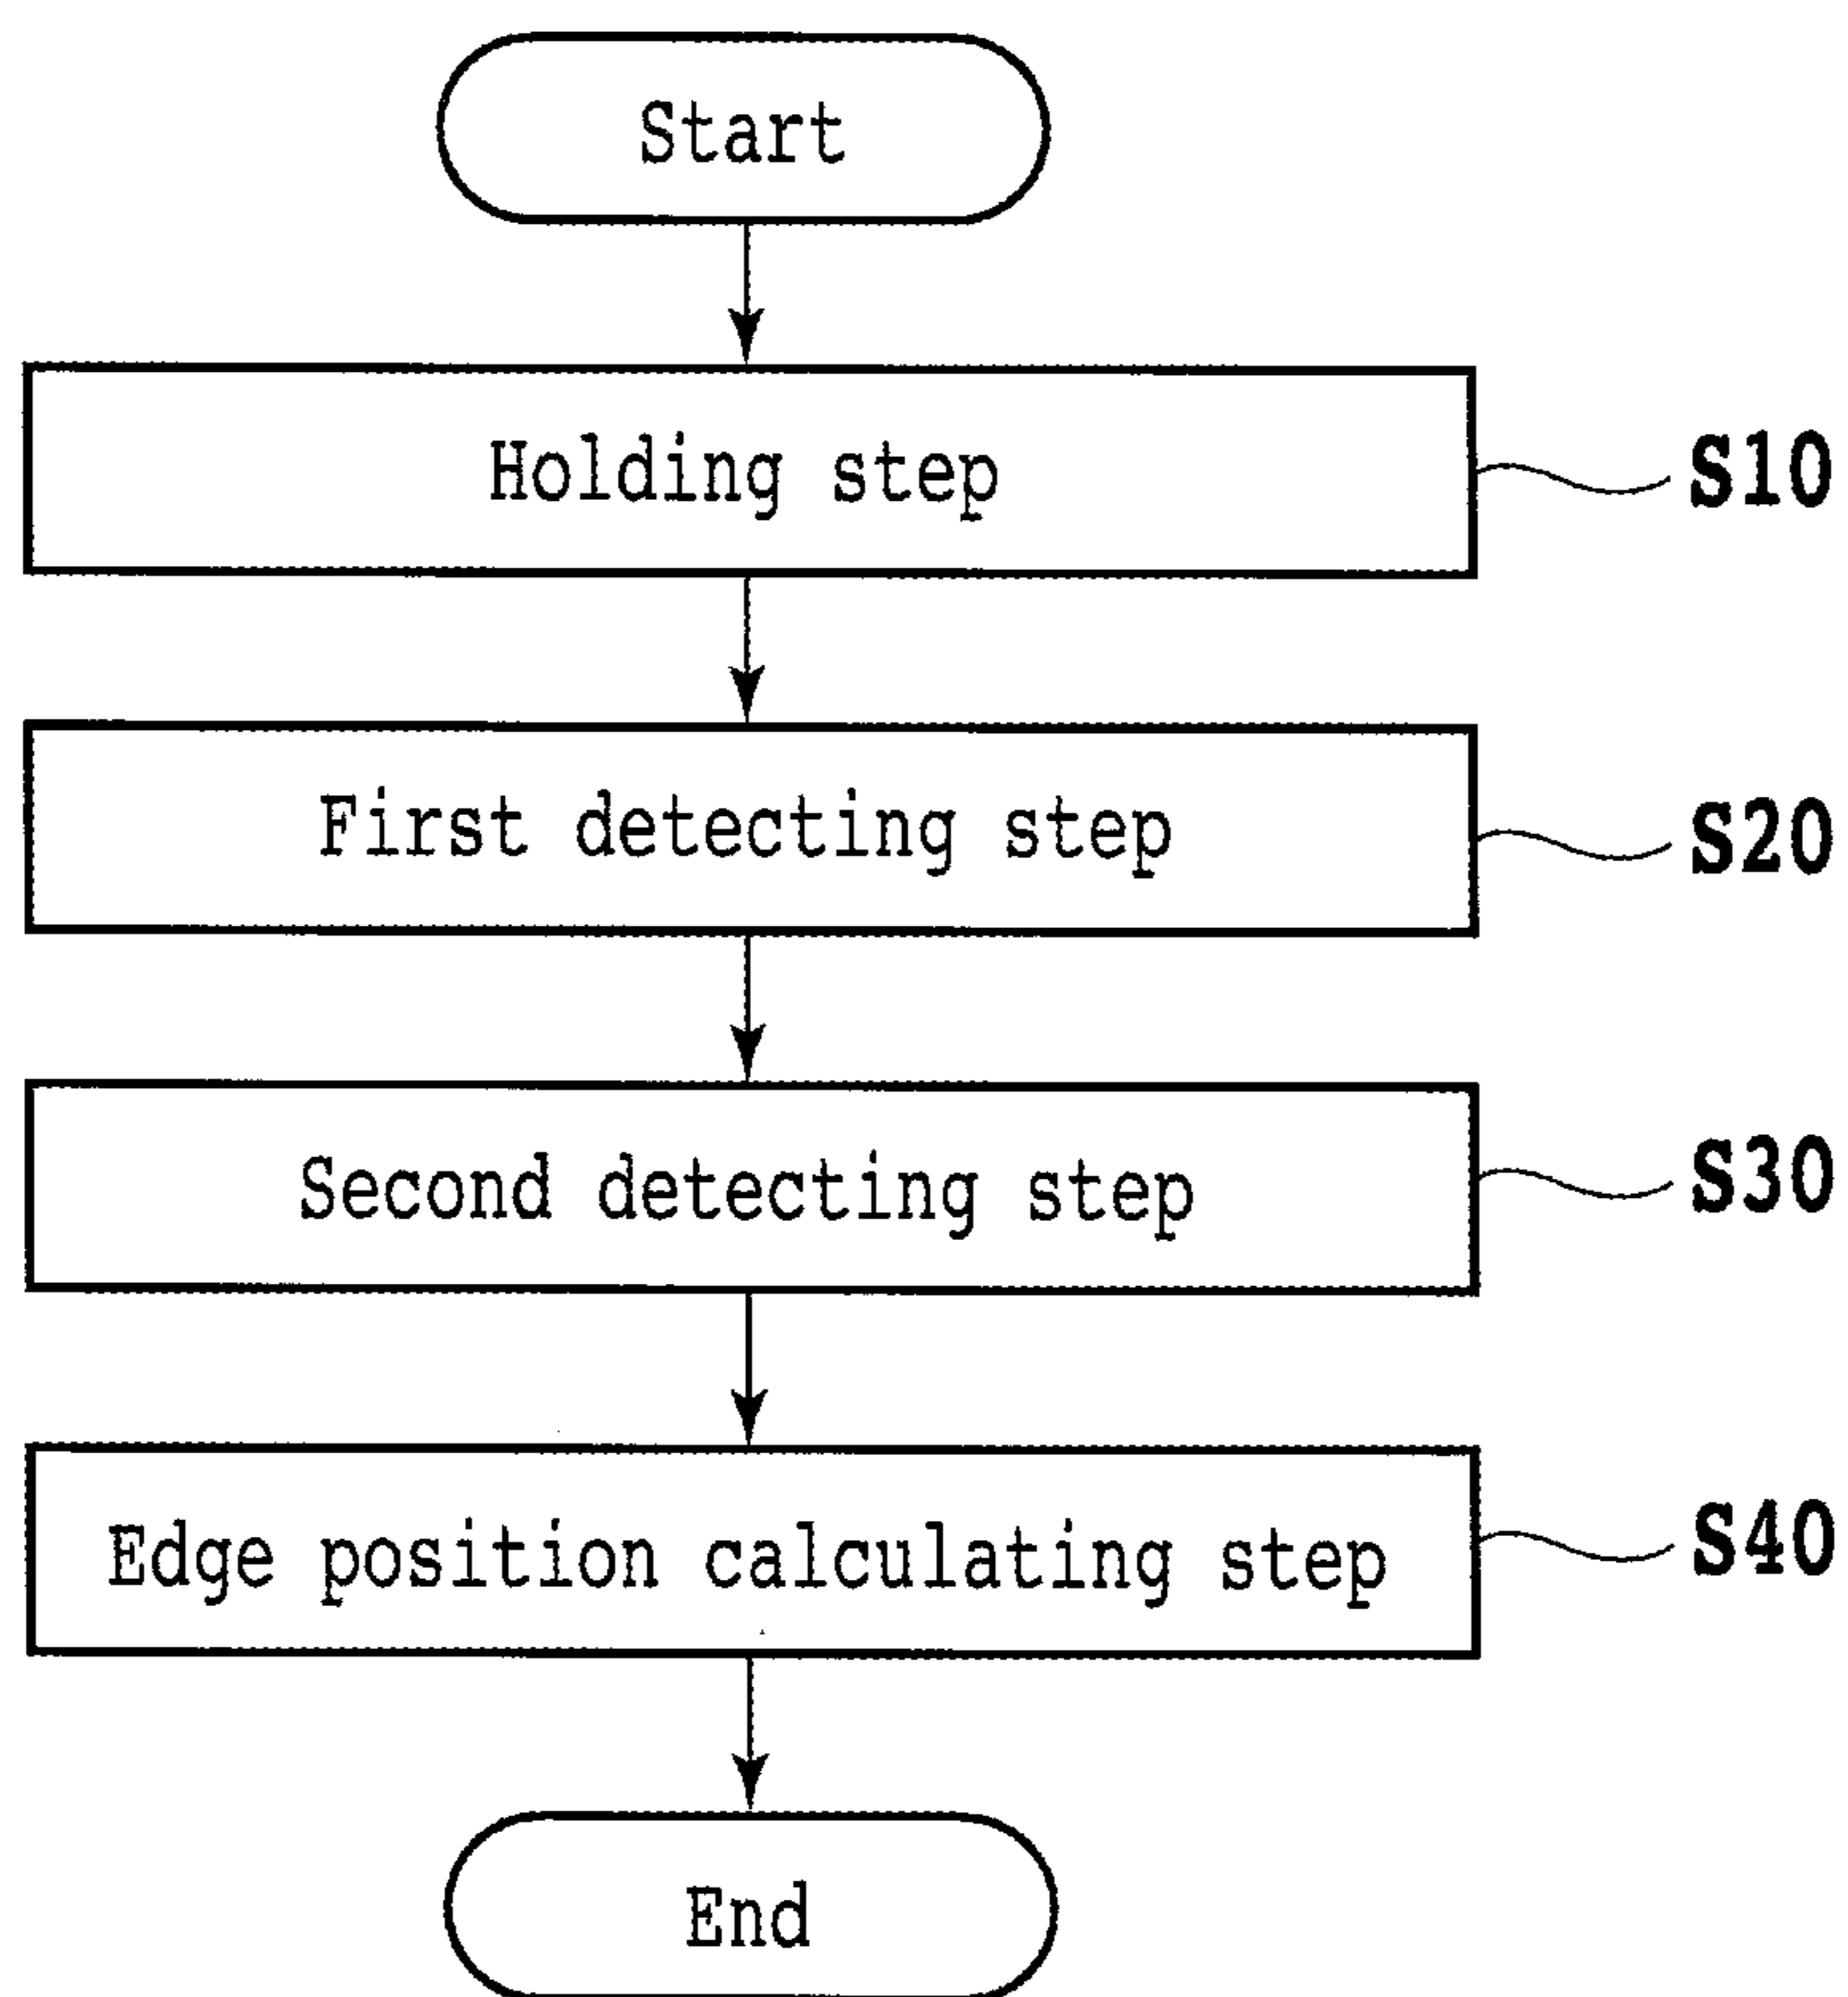 Start
Holding step
S10
First detecting step
S20
Second detecting step
S30
Edge position calculating step
S40
End